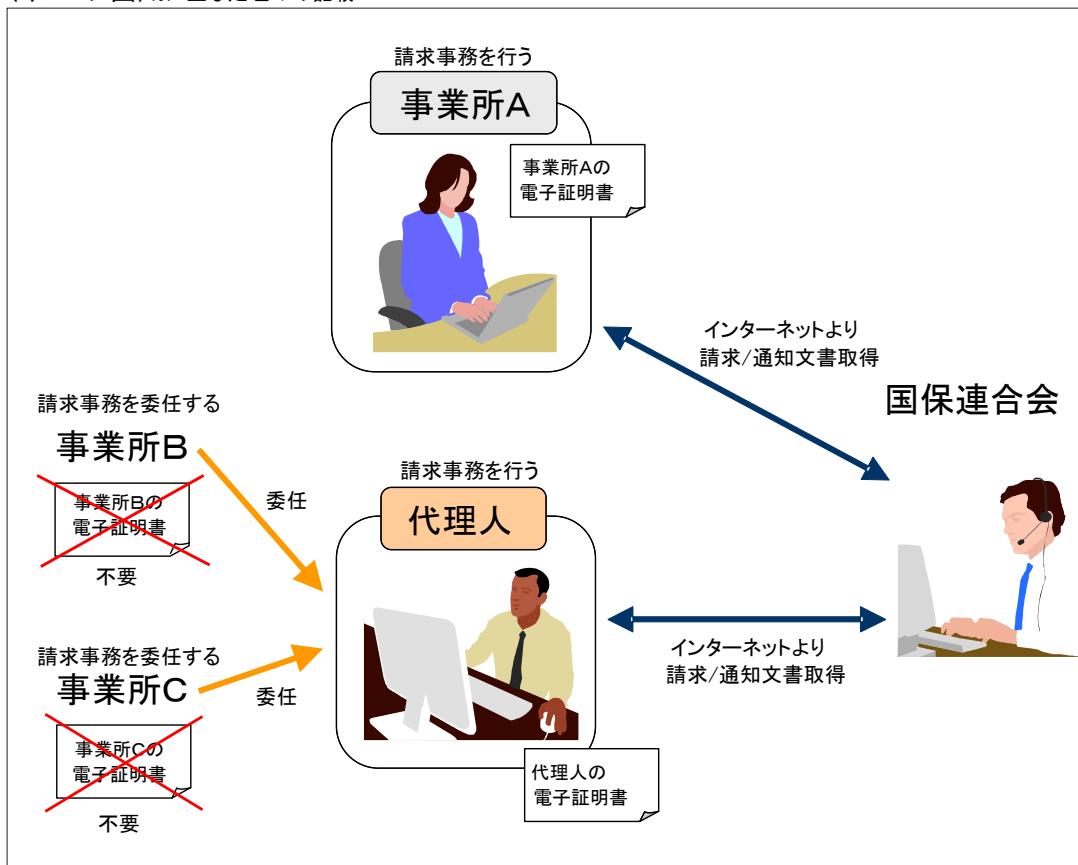 請求事務を行う
事業所A
事業所Aの
電子証明書
インターネットより
請求/通知文書取得
国保連合会
請求事務を委任する
事業所B
事業所Bの
電子証明書
不要
委任
請求事務を行う
代理人
インターネットより
請求/通知文書取得
請求事務を委任する
事業所C
委任
事業所Cの
電子証明書
不要
代理人の
電子証明書